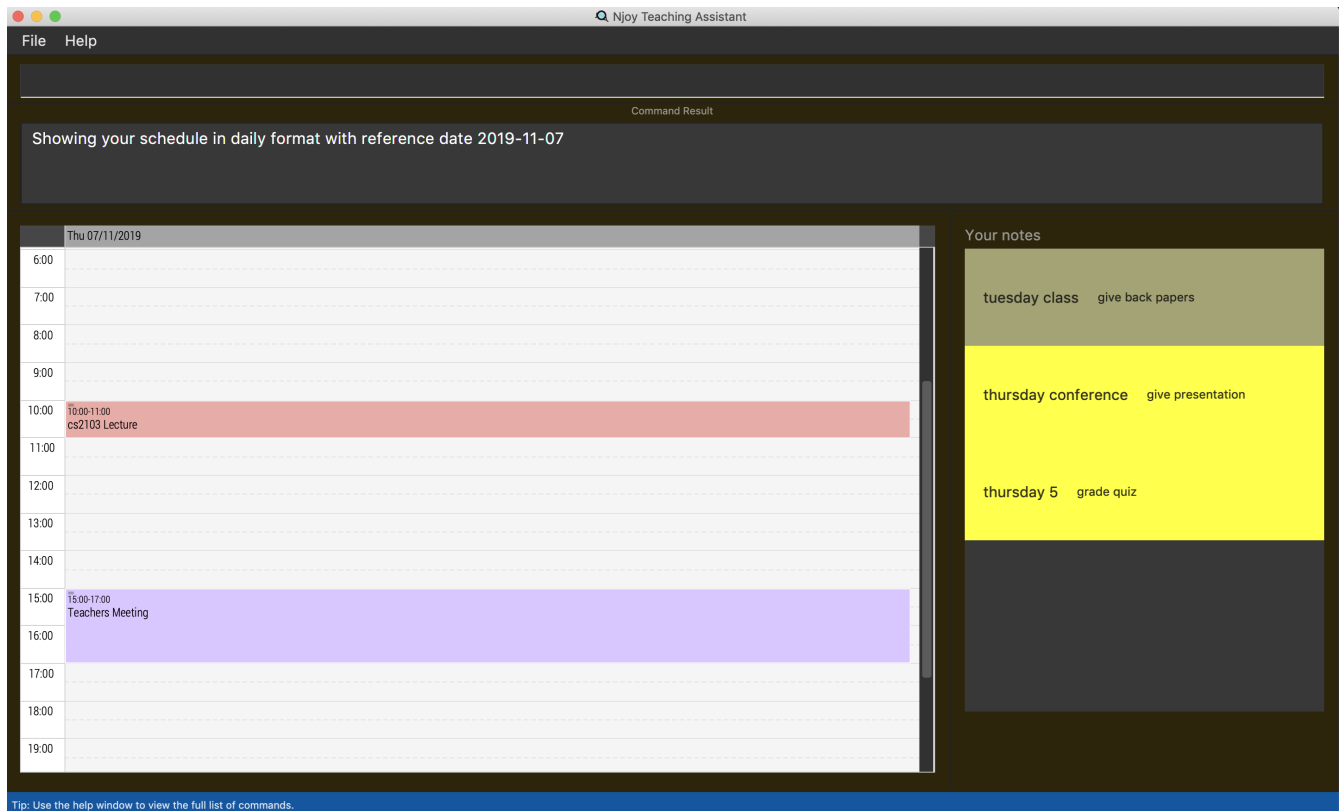 Njoy Teaching Assistant
File Help
Command Result
Showing your schedule in daily format with reference date 2019-11-07
Thu 07/11/2019
6:00
7:00
8:00
9:00
10:00
10:00-11:00
cs2103 Lecture
11:00
12:00
13:00
14:00
15:00
15:00-17:00
Teachers Meeting
16:00
17:00
18:00
19:00
Your notes
tuesday class give back papers
thursday conference give presentation
thursday 5 grade quiz
Tip: Use the help window to view the full list of commands.